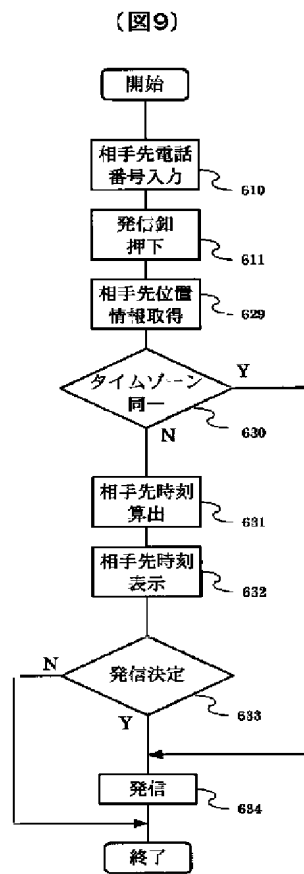 (図9)
開始
相手先電話
番号入力
610
発信釦
押下
611
相手先位置
情報取得
629
タイムゾーン
同一
Y
N
630
相手先時刻
算出
631
相手先時刻
表示
632
発信決定
N
Y
633
発信
634
終了